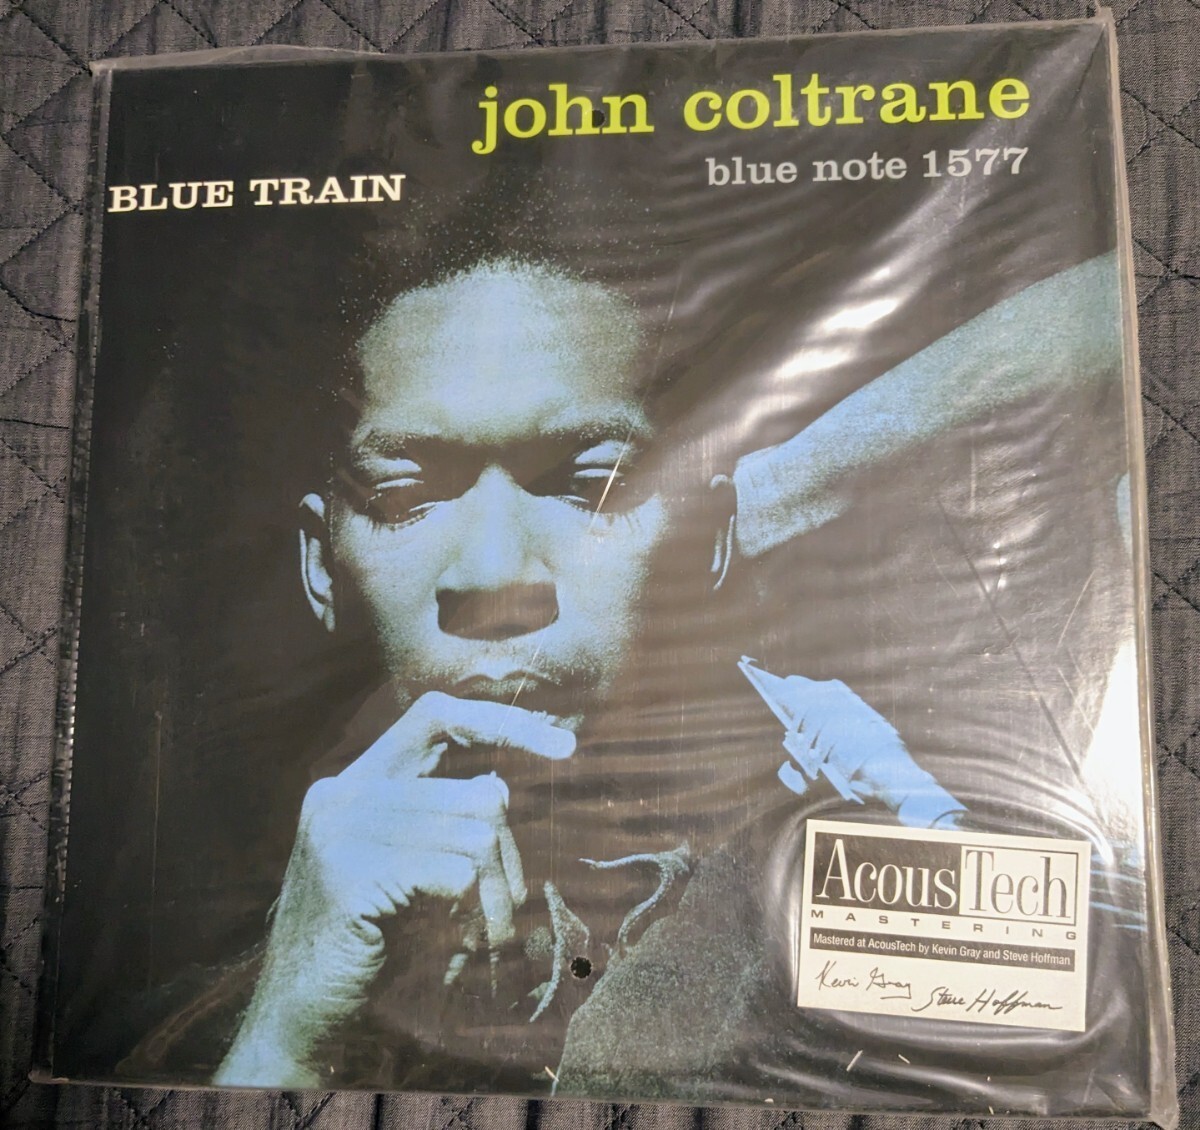 john coltrane
blue note 1577
BLUE TRAIN
AcousTech
MASTERING
Mastered at AcousTech by Kevin Gray and Steve Hoffman
Kevin Gray Steve Hoffman